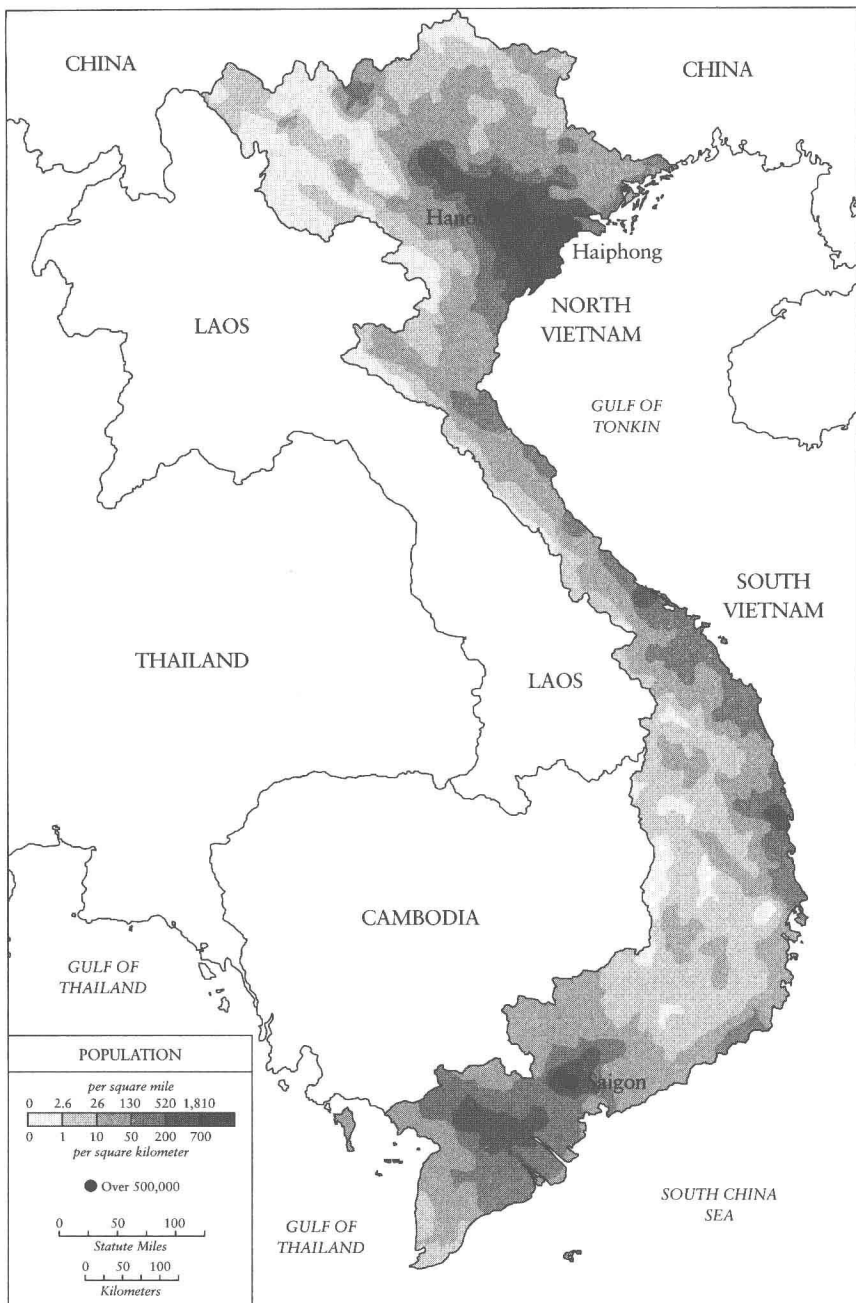 CHINA
CHINA
Hanoi
Haiphong
NORTH
VIETNAM
LAOS
GULF OF
TONKIN
SOUTH
VIETNAM
THAILAND
LAOS
CAMBODIA
GULF OF
THAILAND
Saigon
SOUTH CHINA
SEA
GULF OF
THAILAND
POPULATION
per square mile
0 2.6 26 130 520 1,810
0 1 10 50 200 700
per square kilometer
Over 500,000
0 50 100
Statute Miles
0 50 100
Kilometers